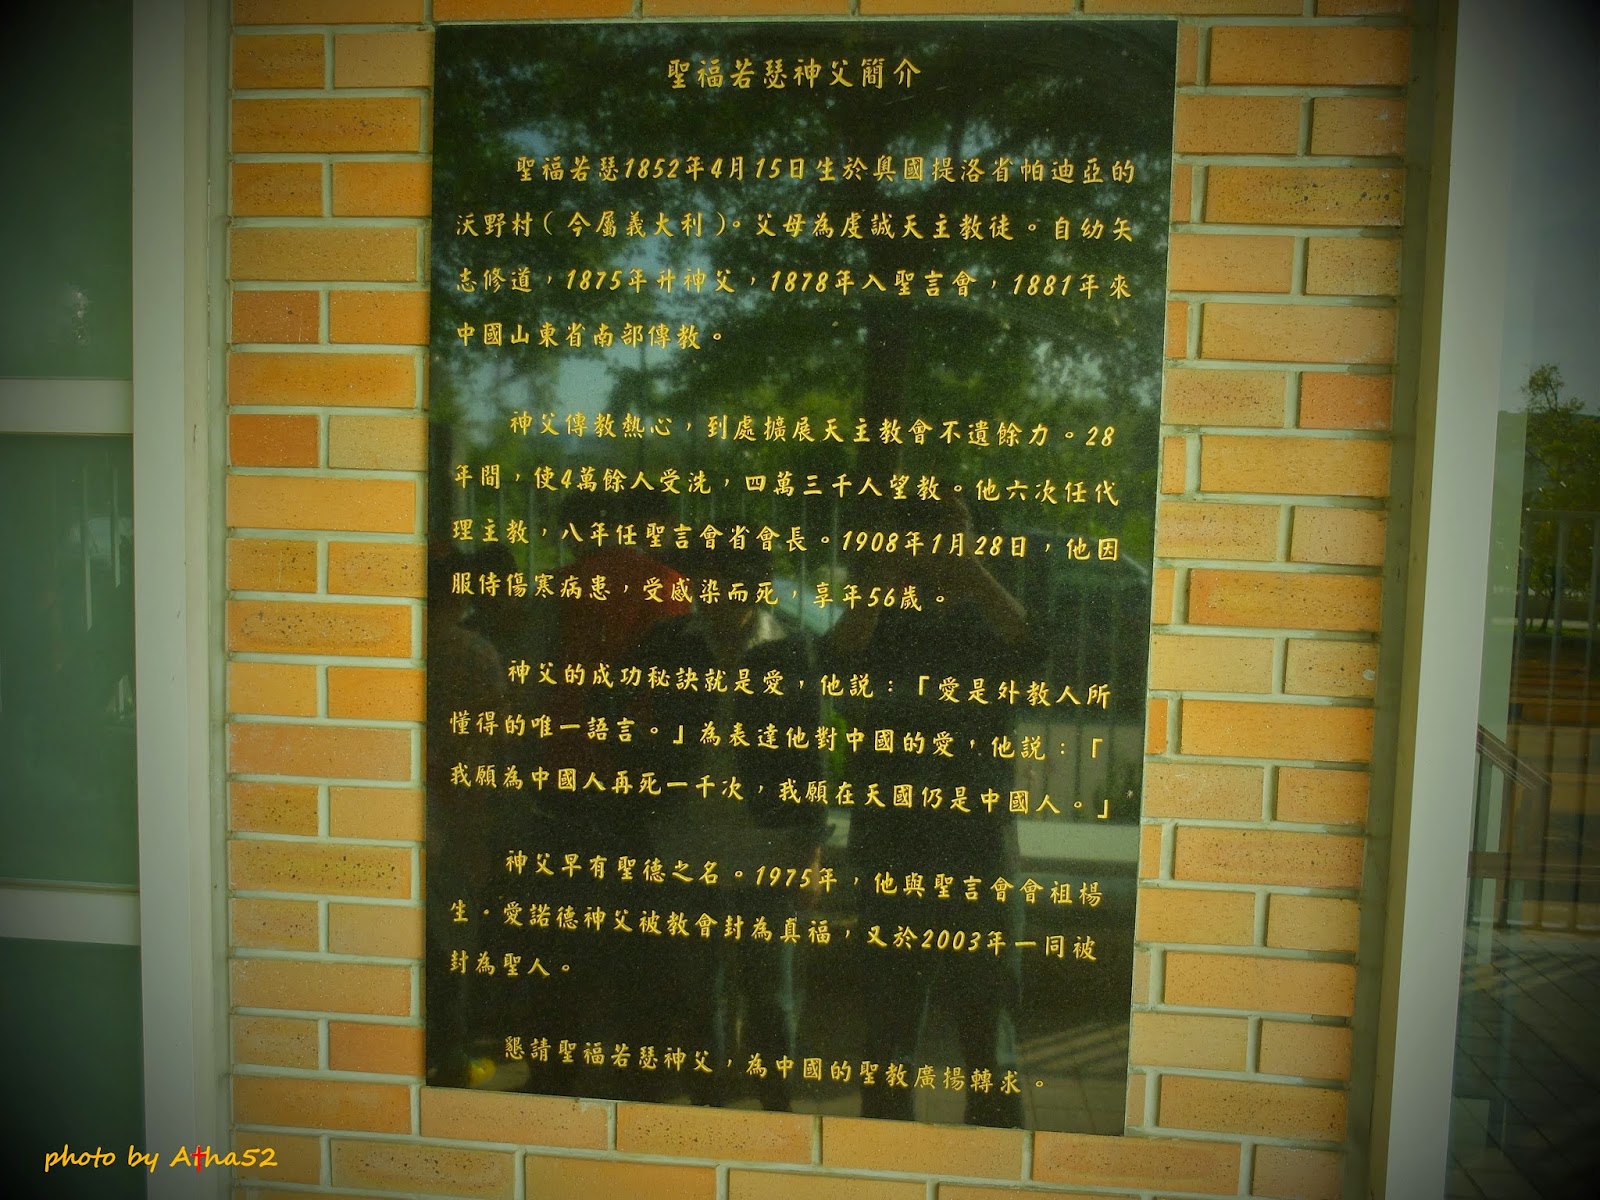 聖福若瑟神父簡介
聖福若瑟1852年4月15日生於奧國提洛省帕迪亞的
沃野村(今屬義大利)。父母為虔誠天主教徒。自幼矢
志修道，1875年升神父，1878年入聖言會，1881年來
中國山東省南部傳教。
神父傳教熱心，到處擴展天主教會不遺餘力。28
年間，使4萬餘人受洗，四萬三千人望教。他六次任代
理主教，八年任聖言會省會長。1908年1月28日，他因
服侍傷寒病患，受感染而死，享年56歲。
神父的成功秘訣就是愛，他説：「愛是外教人所
懂得的唯一語言。」為表達他對中國的愛，他説：「
我願為中國人再死一千次，我願在天國仍是中國人。」
神父早有聖德之名。1975年，他與聖言會會祖楊
生·愛諾德神父被教會封為真福，又於2003年一同被
封為聖人。
懇請聖福若瑟神父，為中國的聖教廣揚轉求。
photo by Atha52